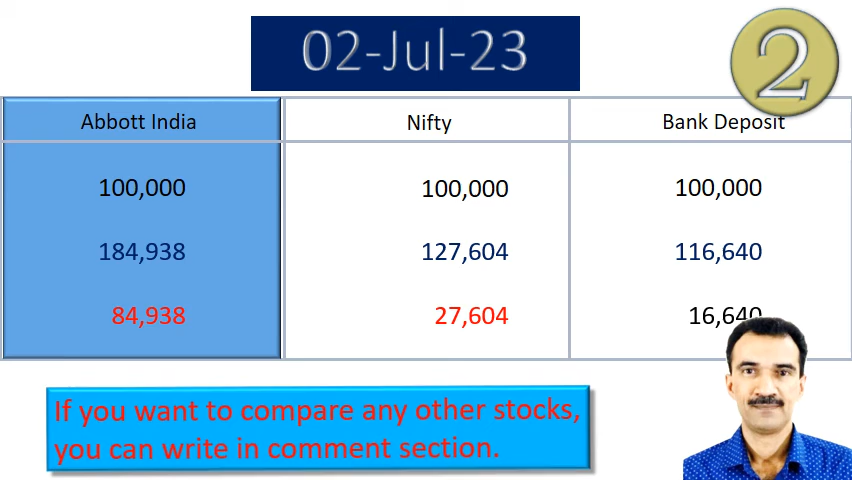 02-Jul-23
2
Abbott India Nifty Bank Deposit
100,000 100,000 100,000
184,938 127,604 116,640
84,938 27,604 16,640
If you want to compare any other stocks,
you can write in comment section.